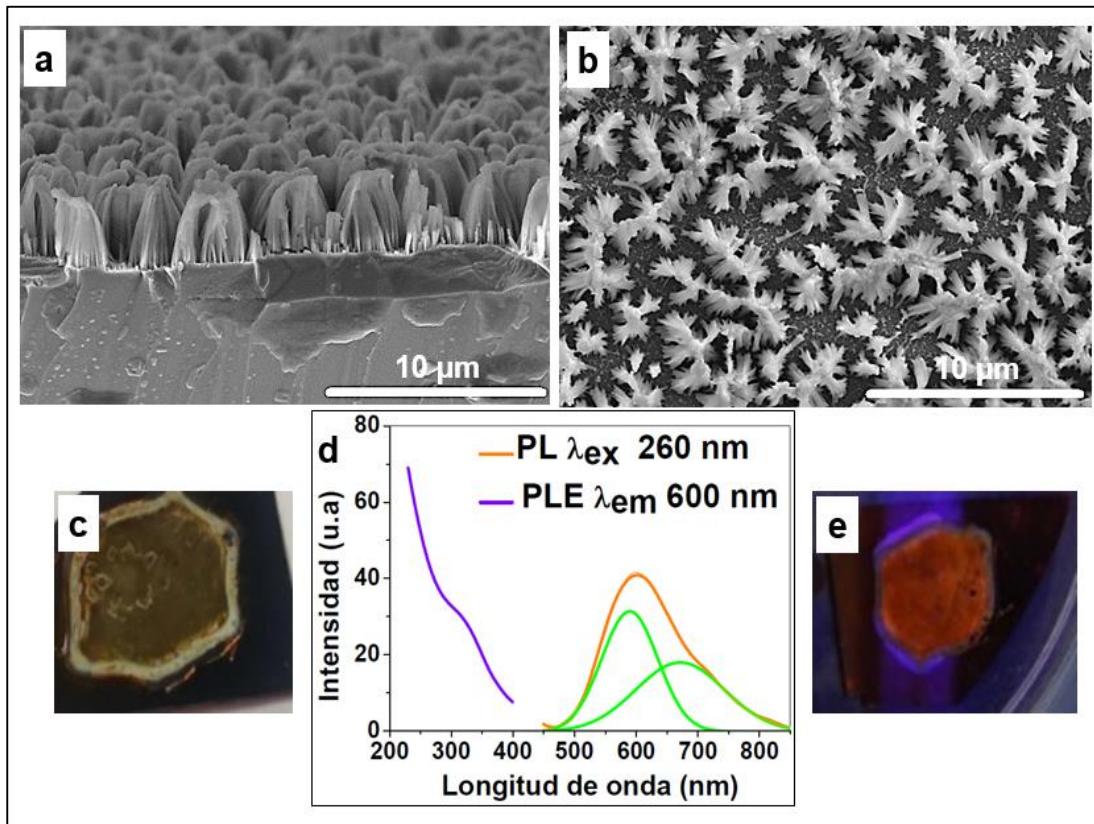 a
b
10 µm
10 µm
c
d
80
60
40
20
0
Intensidad (u.a)
PL λex 260 nm
PLE λem 600 nm
200 300 400 500 600 700 800
Longitud de onda (nm)
e